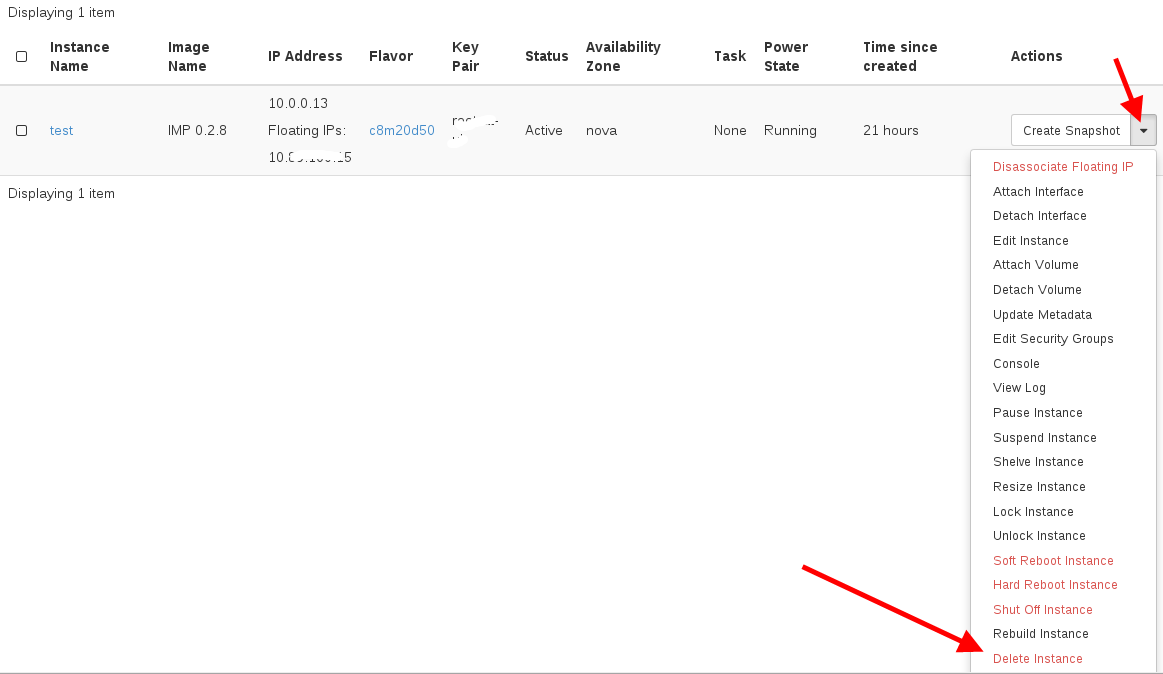 Displaying 1 item
Instance Name Image Name IP Address Flavor Key Pair Status Availability Zone Task Power State Time since created Actions
10.0.0.13
test IMP 0.2.8 Floating IPs: c8m20d50 Active nova None Running 21 hours Create Snapshot
Displaying 1 item
Disassociate Floating IP
Attach Interface
Detach Interface
Edit Instance
Attach Volume
Detach Volume
Update Metadata
Edit Security Groups
Console
View Log
Pause Instance
Suspend Instance
Shelve Instance
Resize Instance
Lock Instance
Unlock Instance
Soft Reboot Instance
Hard Reboot Instance
Shut Off Instance
Rebuild Instance
Delete Instance